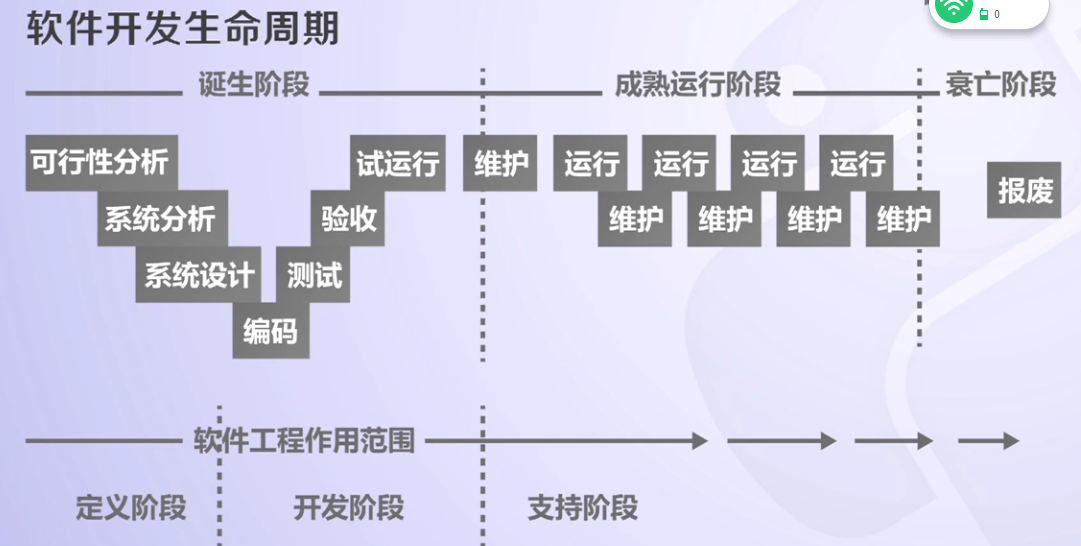 软件开发生命周期
0
诞生阶段 成熟运行阶段 衰亡阶段
可行性分析 试运行 维护 运行 运行 运行 运行
报废
系统分析 验收 维护 维护 维护 维护
系统设计 测试
编码
软件工程作用范围
定义阶段 开发阶段 支持阶段